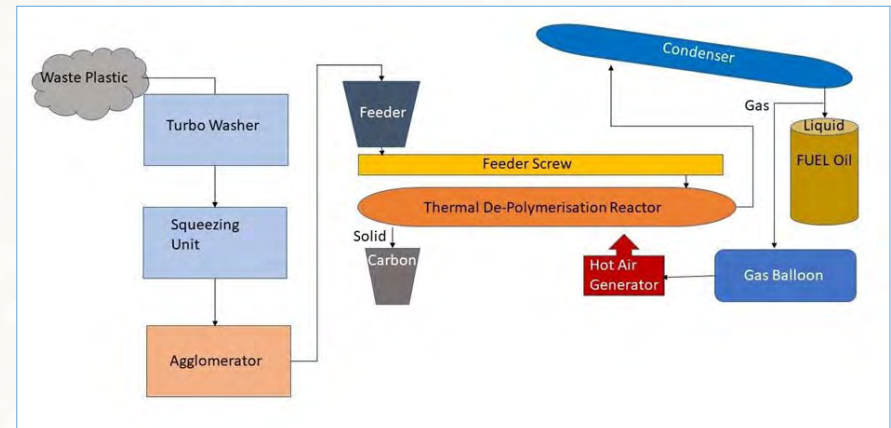 Waste Plastic
Turbo Washer
Squeezing
Unit
Agglomerator
Feeder
Feeder Screw
Thermal De-Polymerisation Reactor
Solid
Carbon
Condenser
Gas
Liquid
FUEL Oil
Hot Air
Generator
Gas Balloon